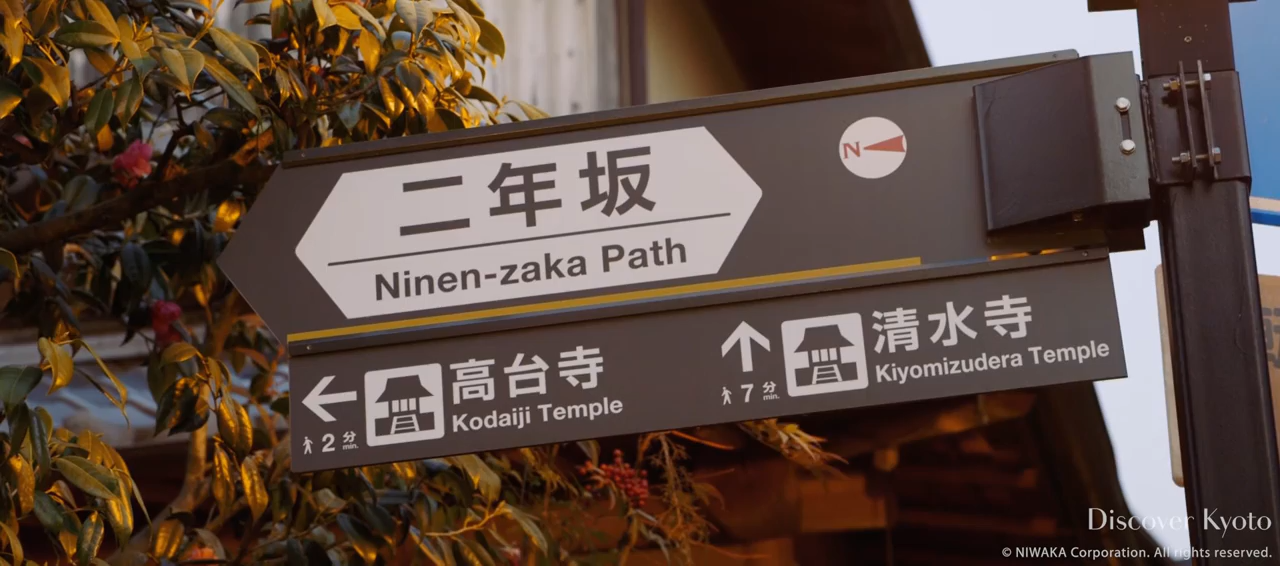 二年坂
Ninen-zaka Path
N
高台寺
Kodaiji Temple
2分
min.
清水寺
Kiyomizudera Temple
7分
min.
Discover Kyoto
© NIWAKA Corporation. All rights reserved.